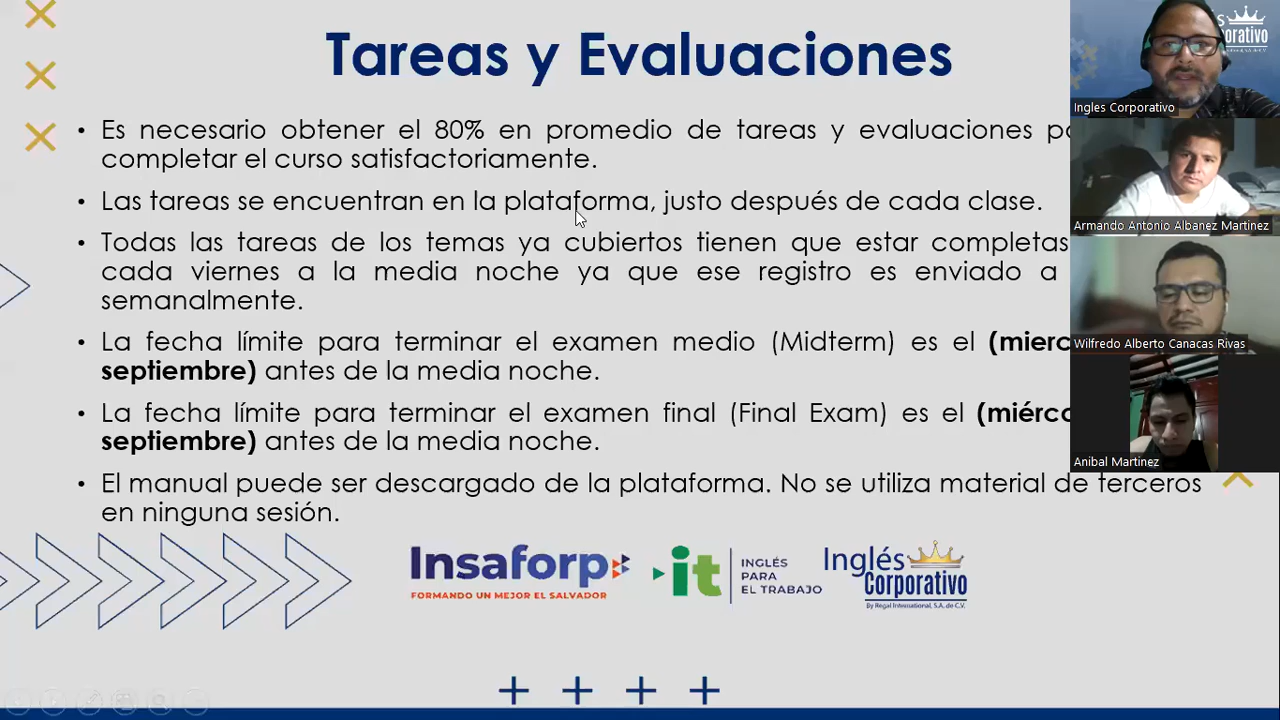 Tareas y Evaluaciones
• Es necesario obtener el 80% en promedio de tareas y evaluaciones
completar el curso satisfactoriamente.
• Las tareas se encuentran en la plataforma, justo después de cada clase.
• Todas las tareas de los temas ya cubiertos tienen que estar completas
cada viernes a la media noche ya que ese registro es enviado a
semanalmente.
• La fecha límite para terminar el examen medio (Midterm) es el
septiembre) antes de la media noche.
• La fecha límite para terminar el examen final (Final Exam) es el
septiembre) antes de la media noche.
• El manual puede ser descargado de la plataforma. No se utiliza material de terceros
en ninguna sesión.
Insaforp
FORMANDO UN MEJOR EL SALVADOR
it
INGLÉS
PARA
EL TRABAJO
Inglés
Corporativo
By Regal International, S.A. de C.V.
Ingles Corporativo
Armando Antonio Albanez Martinez
Wilfredo Alberto Canacas Rivas
Anibal Martinez